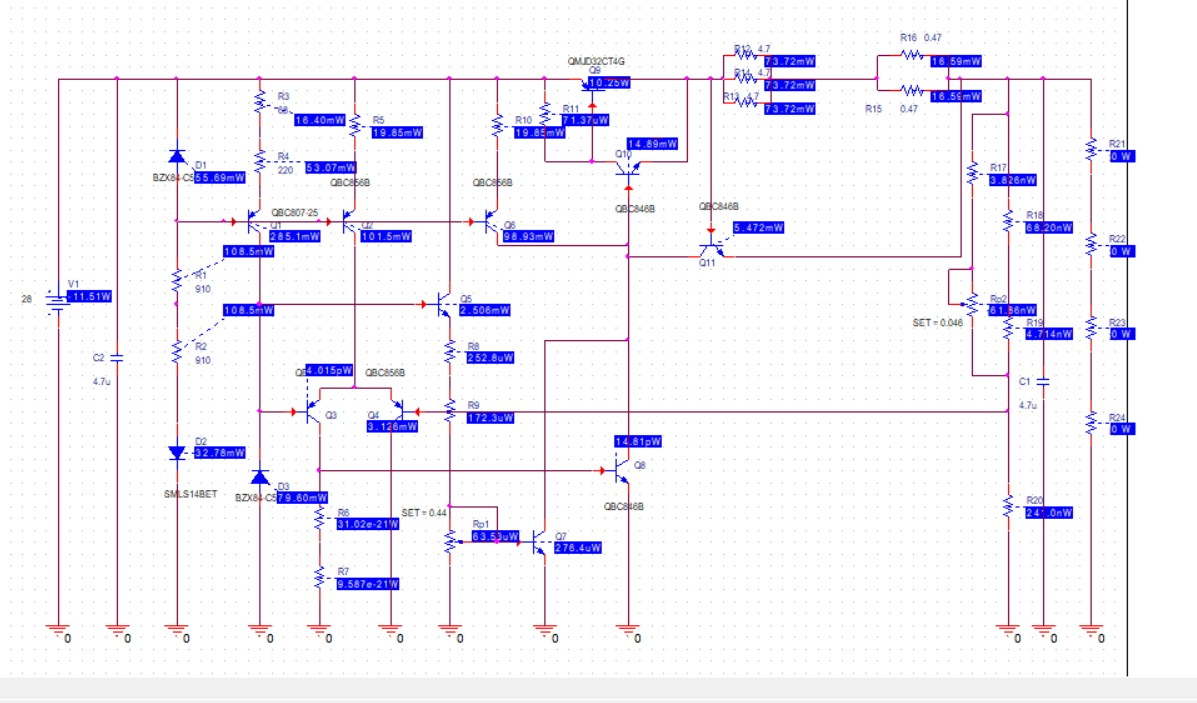 R16 0.47
R12 4.7
16.59mW
QMJD32CT4G
73.72mW
Q9
R14 4.7
10.25W
73.72mW
R3
R13 4.7
16.59mW
68
R11
73.72mW
R15 0.47
16.40mW
R5
R10
71.37uW
19.85mW
19.85mW
14.89mW
R21
Q10
0 W
D1
R4
53.07mW
R17
BZX84-C5
55.69mW
220
3.826nW
QBC856B
QBC856B
QBC846B
QBC846B
QBC807-25
R18
Q1
Q2
Q6
5.472mW
68.20nW
285.1mW
101.5mW
98.93mW
R22
108.5mW
0 W
Q11
R1
910
V1
28
-11.51W
Q5
Rp2
108.5mW
2.506mW
61.86nW
SET = 0.046
R19
R23
4.714nW
0 W
R2
R8
910
252.8uW
C2
4.015pW
QBC856B
4.7u
C1
R9
4.7u
Q3
Q4
172.3uW
3.126mW
R24
0 W
D2
14.81pW
32.76mW
Q8
D3
SMLS14BET
BZX84-C5
79.60mW
QBC846B
R6
SET = 0.44
R20
31.02e-21W
Rp1
241.0nW
63.53uW
Q7
276.4uW
R7
9.587e-21W
0
0
0
0
0
0
0
0
0
0
0
0